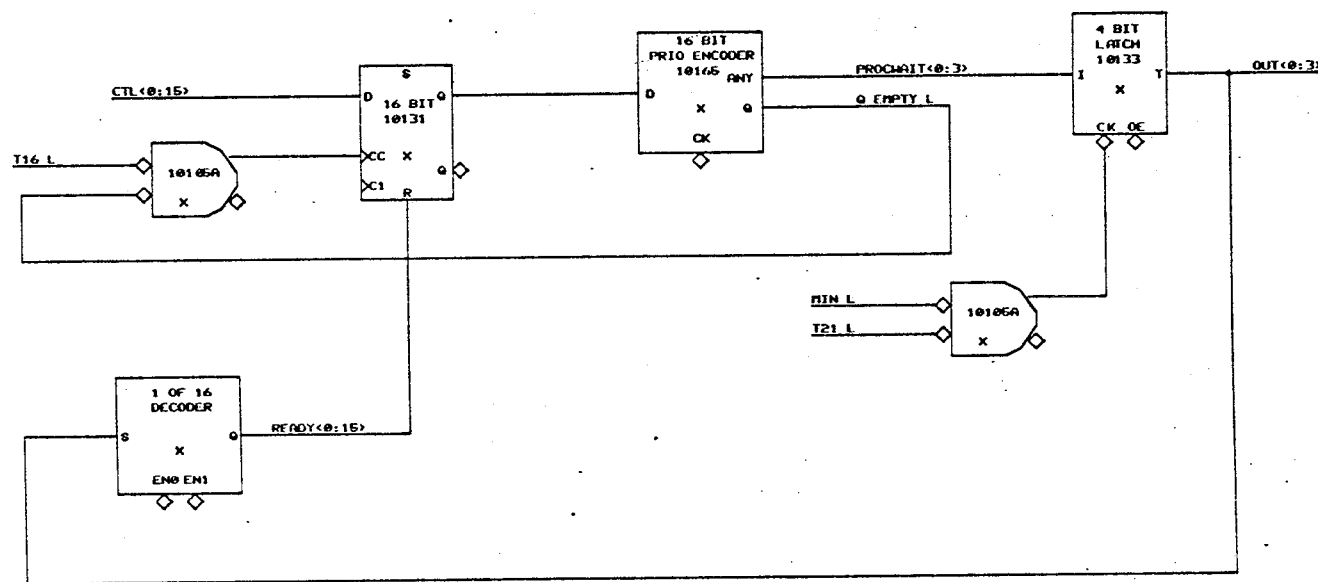 16 BIT
PRIO ENCODER
10165
ANY
D
X
Q
CK
4 BIT
LATCH
10133
I
T
X
CK OE
PROCWAIT<0:3>
OUT<0:3>
Q EMPTY L
CTL<0:15>
S
D
Q
16 BIT
10131
CC
X
Q
C1
R
T16 L
10105A
X
MIN L
T21 L
10105A
X
1 OF 16
DECODER
S
X
Q
EN0 EN1
READY<0:15>